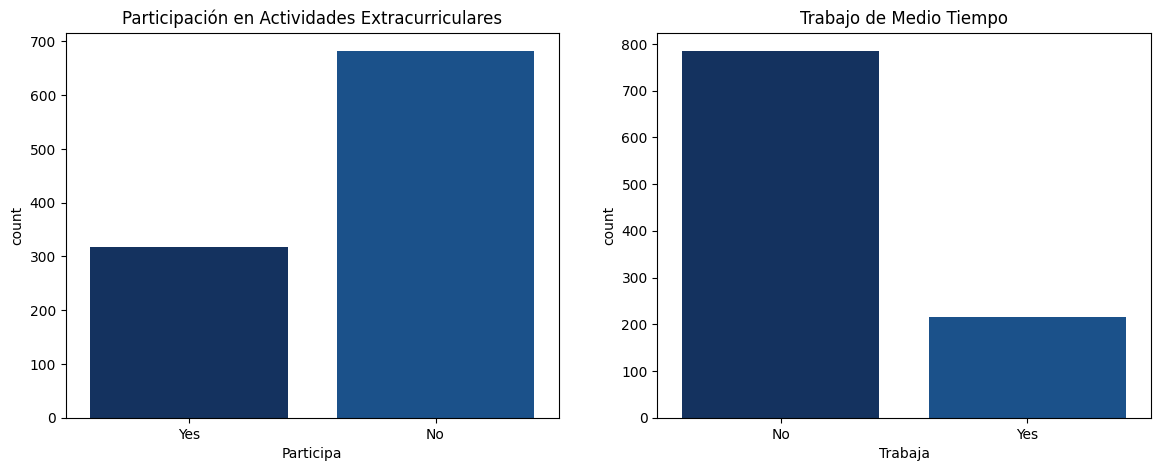 Participación en Actividades Extracurriculares
700
600
500
400
300
200
100
0
count
Yes
No
Participa
Trabajo de Medio Tiempo
800
700
600
500
400
300
200
100
0
count
No
Yes
Trabaja